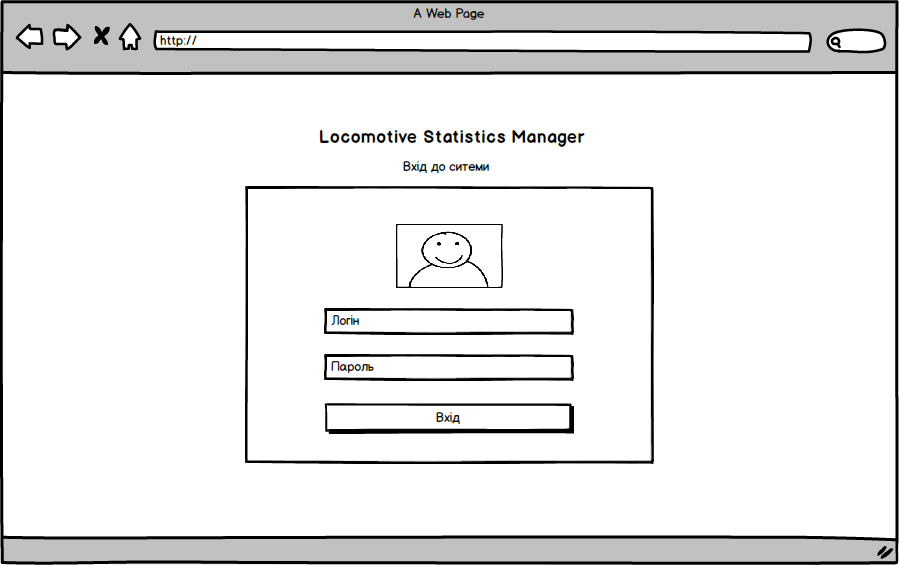 A Web Page
http://
Locomotive Statistics Manager
Вхід до ситеми
Логін
Пароль
Вхід